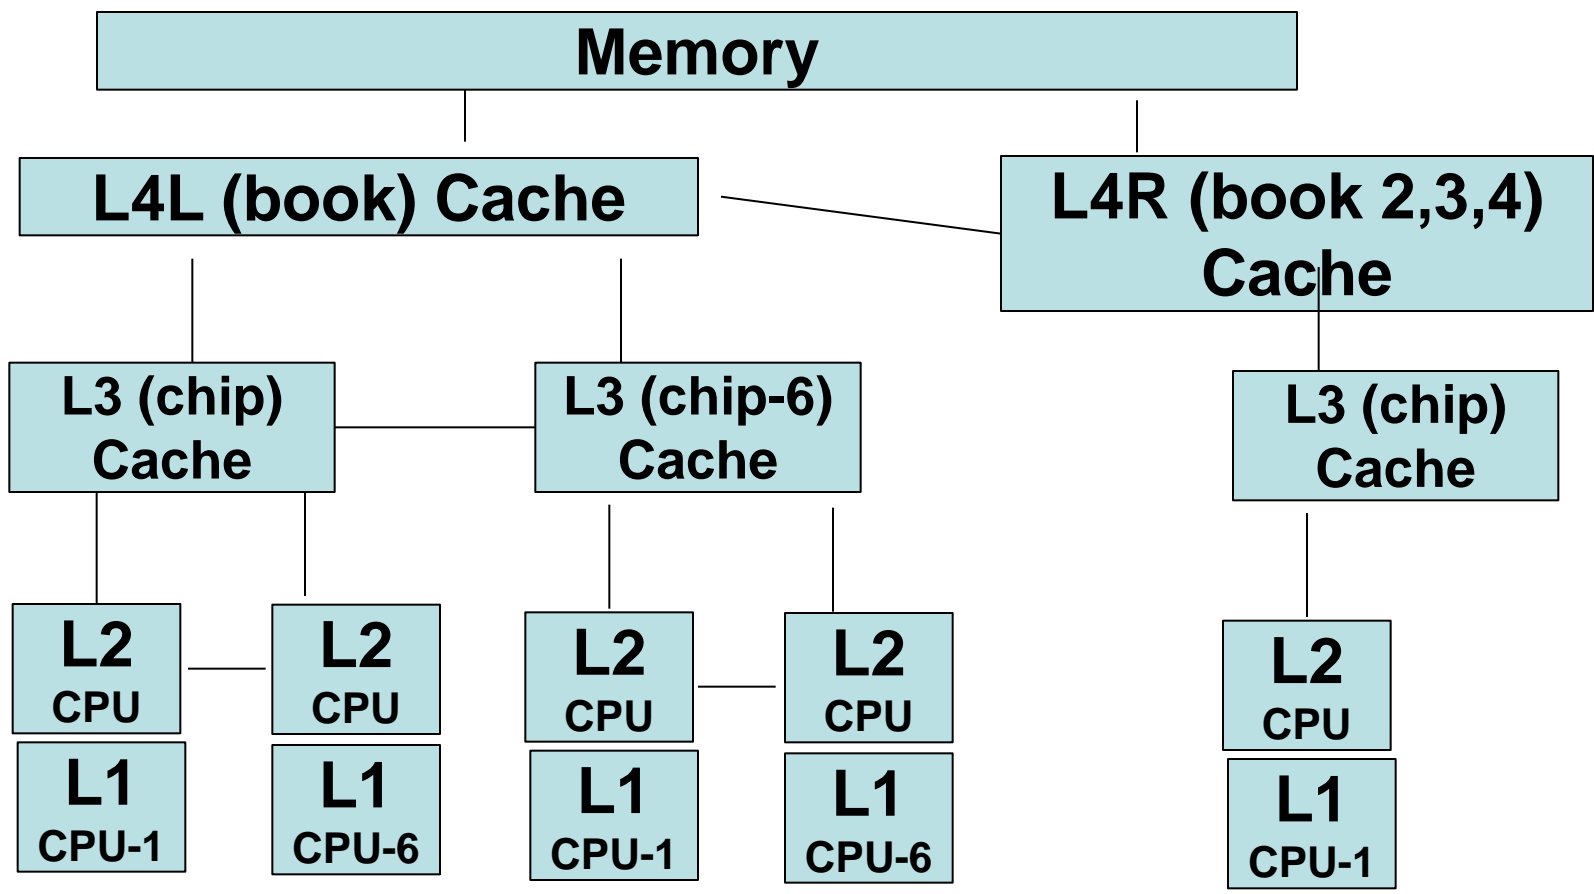 Memory
L4L (book) Cache
L4R (book 2,3,4)
Cache
L3 (chip)
Cache
L3 (chip-6)
Cache
L3 (chip)
Cache
L2
CPU
L2
CPU
L2
CPU
L2
CPU
L2
CPU
L1
CPU-1
L1
CPU-6
L1
CPU-1
L1
CPU-6
L1
CPU-1